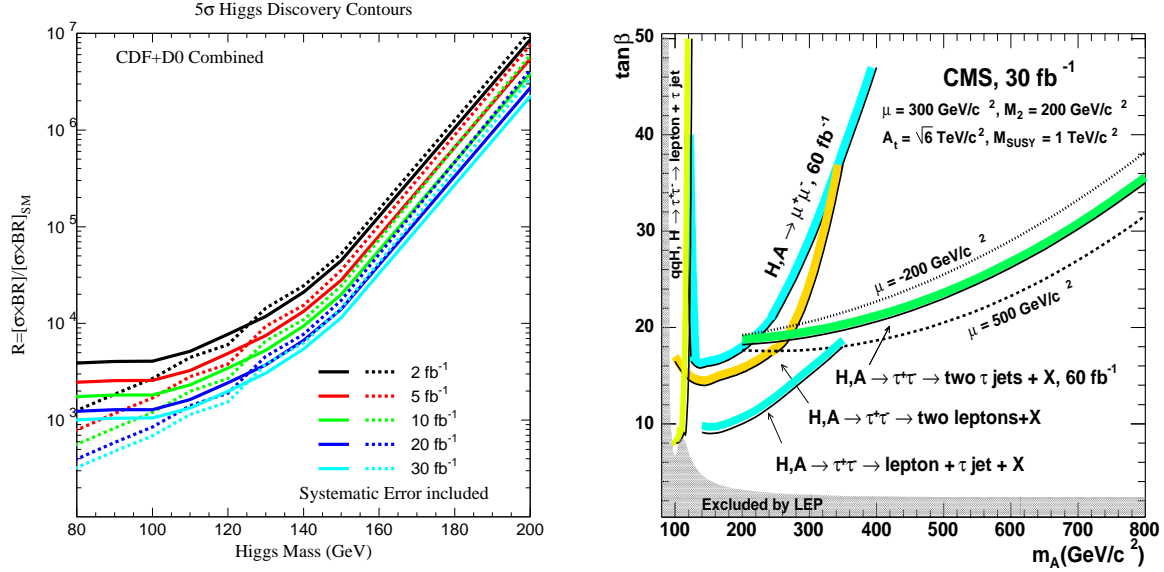 5σ Higgs Discovery Contours
CDF+D0 Combined
R=[σ×BR]/[σ×BR]SM
10^7
10^6
10^5
10^4
10^3
2 fb^-1
5 fb^-1
10 fb^-1
20 fb^-1
30 fb^-1
Systematic Error included
80 100 120 140 160 180 200
Higgs Mass (GeV)
tanβ
50
40
30
20
10
CMS, 30 fb^-1
μ = 300 GeV/c^2, M2 = 200 GeV/c^2
At = √6 TeV/c^2, MSUSY = 1 TeV/c^2
qqH, H → τ+τ- → lepton + τ jet
H,A → μ+μ-, 60 fb^-1
μ = -200 GeV/c^2
μ = 500 GeV/c^2
H,A → τ+τ- → two τ jets + X, 60 fb^-1
H,A → τ+τ- → two leptons+X
H,A → τ+τ- → lepton + τ jet + X
Excluded by LEP
100 200 300 400 500 600 700 800
mA(GeV/c^2)